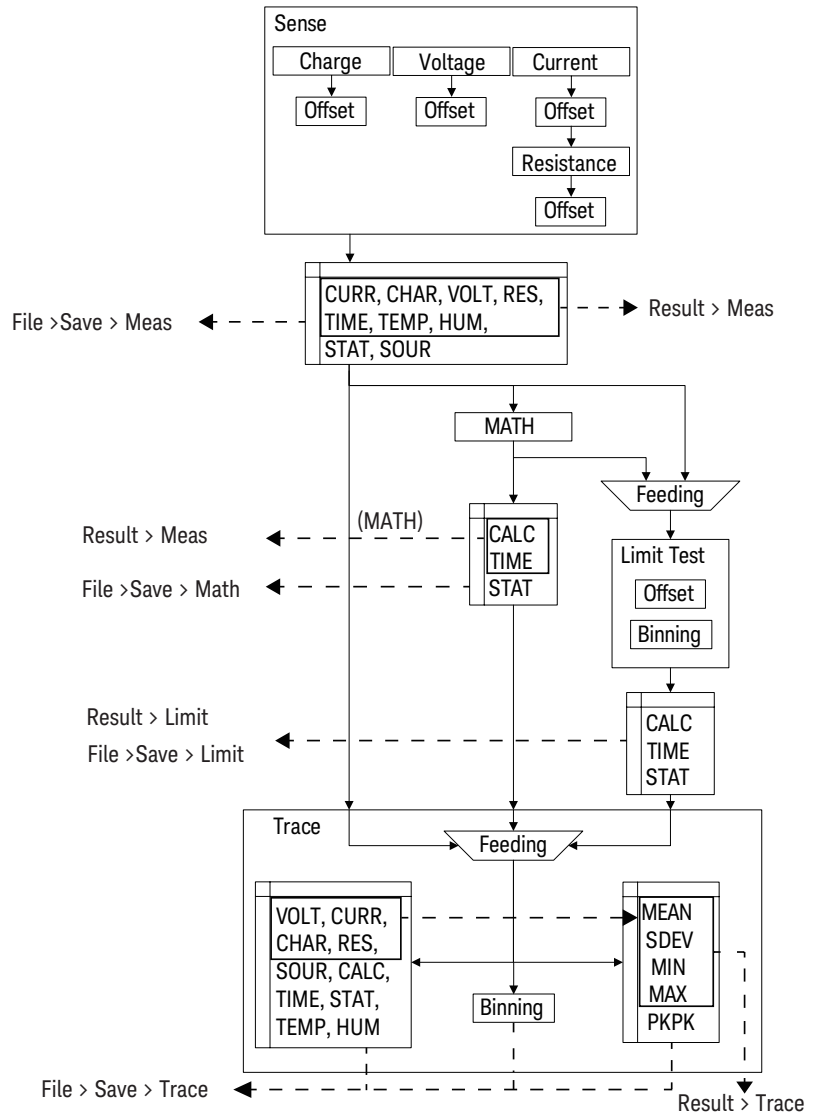 Sense
Charge Voltage Current
Offset Offset Offset
Resistance
Offset
CURR, CHAR, VOLT, RES,
TIME, TEMP, HUM,
STAT, SOUR
File >Save > Meas
Result > Meas
MATH
Feeding
(MATH)
Result > Meas
File >Save > Math
CALC
TIME
STAT
Limit Test
Offset
Binning
Result > Limit
File >Save > Limit
CALC
TIME
STAT
Trace
Feeding
VOLT, CURR,
CHAR, RES,
SOUR, CALC,
TIME, STAT,
TEMP, HUM
Binning
MEAN
SDEV
MIN
MAX
PKPK
File > Save > Trace
Result > Trace